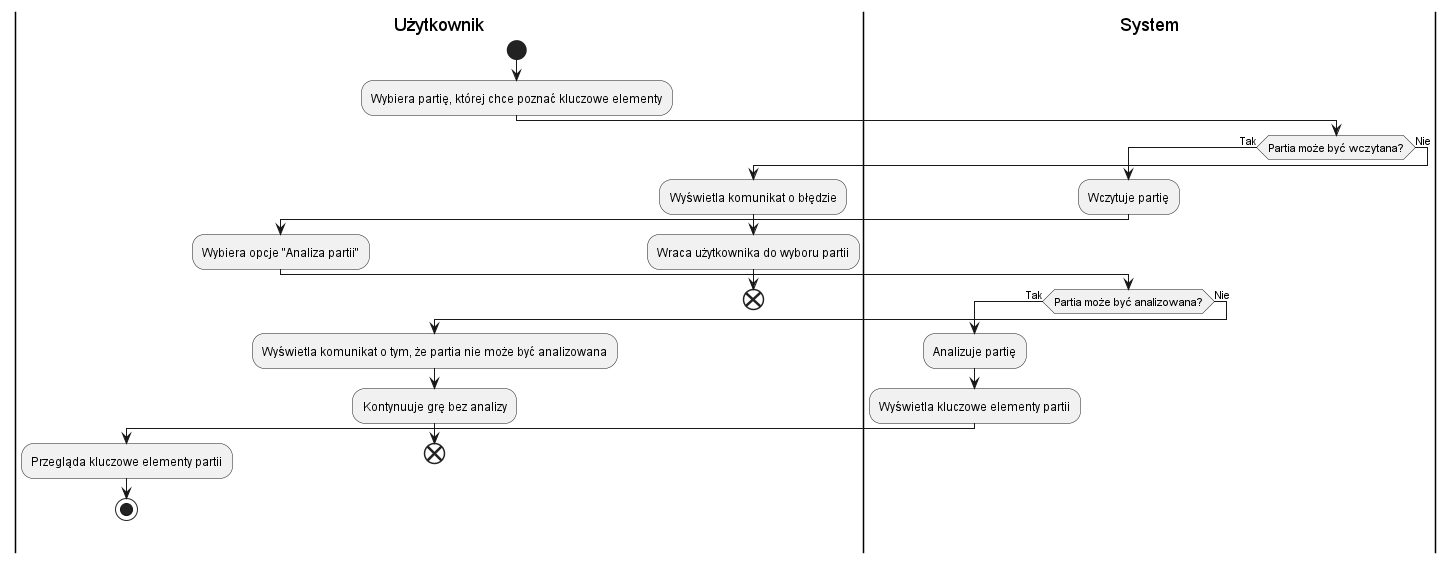 Użytkownik
System
Wybiera partię, której chce poznać kluczowe elementy
Tak
Partia może być wczytana?
Nie
Wyświetla komunikat o błędzie
Wczytuje partię
Wybiera opcje "Analiza partii"
Wraca użytkownika do wyboru partii
Tak
Partia może być analizowana?
Nie
Wyświetla komunikat o tym, że partia nie może być analizowana
Analizuje partię
Kontynuuje grę bez analizy
Wyświetla kluczowe elementy partii
Przegląda kluczowe elementy partii